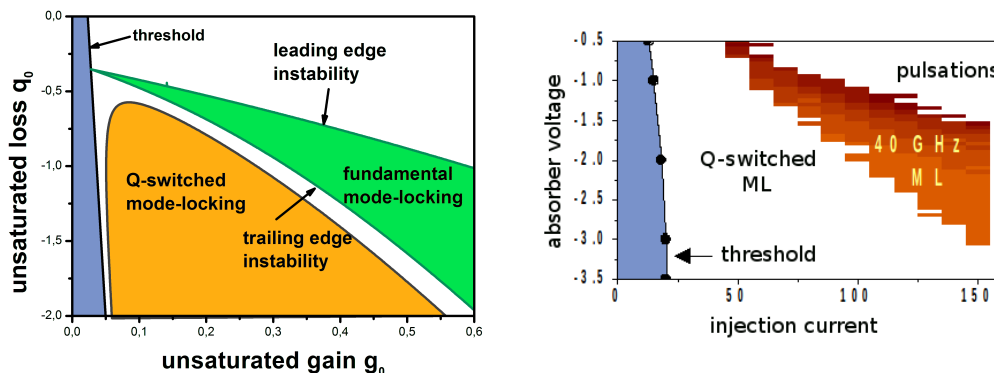 unsaturated loss q₀
0,0
-0,5
-1,0
-1,5
-2,0
threshold
leading edge
instability
Q-switched
mode-locking
fundamental
mode-locking
trailing edge
instability
0,0 0,1 0,2 0,3 0,4 0,5 0,6
unsaturated gain g₀
absorber voltage
-0.5
-1.0
-1.5
-2.0
-2.5
-3.0
-3.5
pulsations
40 GHz
ML
Q-switched
ML
threshold
0 50 100 150
injection current